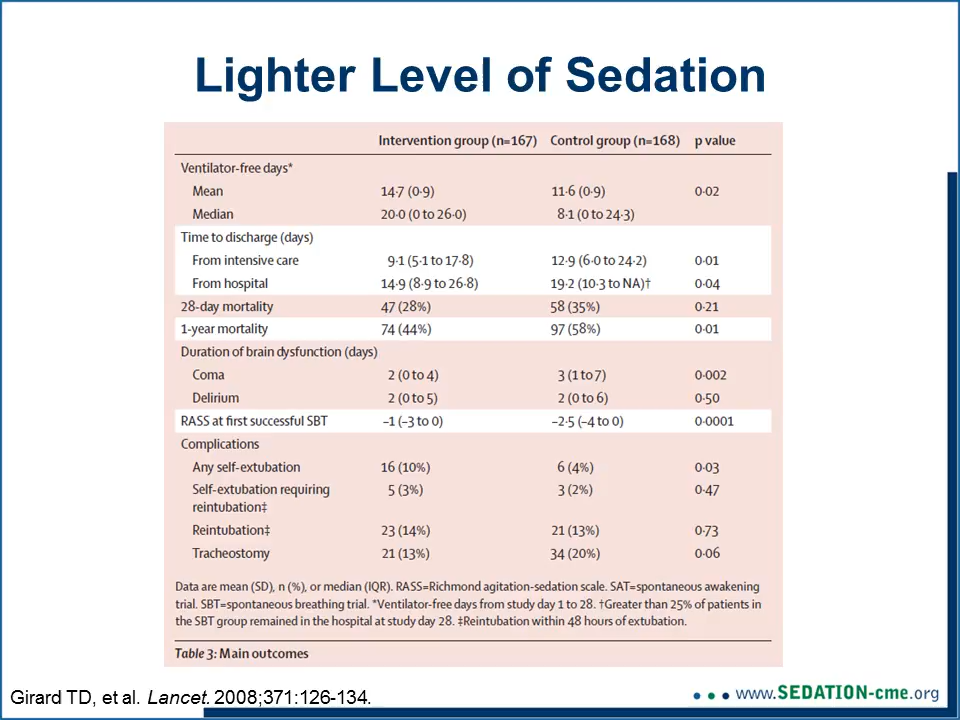 Lighter Level of Sedation
Intervention group (n=167) Control group (n=168) p value
Ventilator-free days*
Mean 14·7 (0·9) 11·6 (0·9) 0·02
Median 20·0 (0 to 26·0) 8·1 (0 to 24·3)
Time to discharge (days)
From intensive care 9·1 (5·1 to 17·8) 12·9 (6·0 to 24·2) 0·01
From hospital 14·9 (8·9 to 26·8) 19·2 (10·3 to NA)† 0·04
28-day mortality 47 (28%) 58 (35%) 0·21
1-year mortality 74 (44%) 97 (58%) 0·01
Duration of brain dysfunction (days)
Coma 2 (0 to 4) 3 (1 to 7) 0·002
Delirium 2 (0 to 5) 2 (0 to 6) 0·50
RASS at first successful SBT –1 (–3 to 0) –2·5 (–4 to 0) 0·0001
Complications
Any self-extubation 16 (10%) 6 (4%) 0·03
Self-extubation requiring 5 (3%) 3 (2%) 0·47
reintubation‡
Reintubation‡ 23 (14%) 21 (13%) 0·73
Tracheostomy 21 (13%) 34 (20%) 0·06
Data are mean (SD), n (%), or median (IQR). RASS=Richmond agitation-sedation scale. SAT=spontaneous awakening
trial. SBT=spontaneous breathing trial. *Ventilator-free days from study day 1 to 28. †Greater than 25% of patients in
the SBT group remained in the hospital at study day 28. ‡Reintubation within 48 hours of extubation.
Table 3: Main outcomes
Girard TD, et al. Lancet. 2008;371:126-134.
www.SEDATION-cme.org